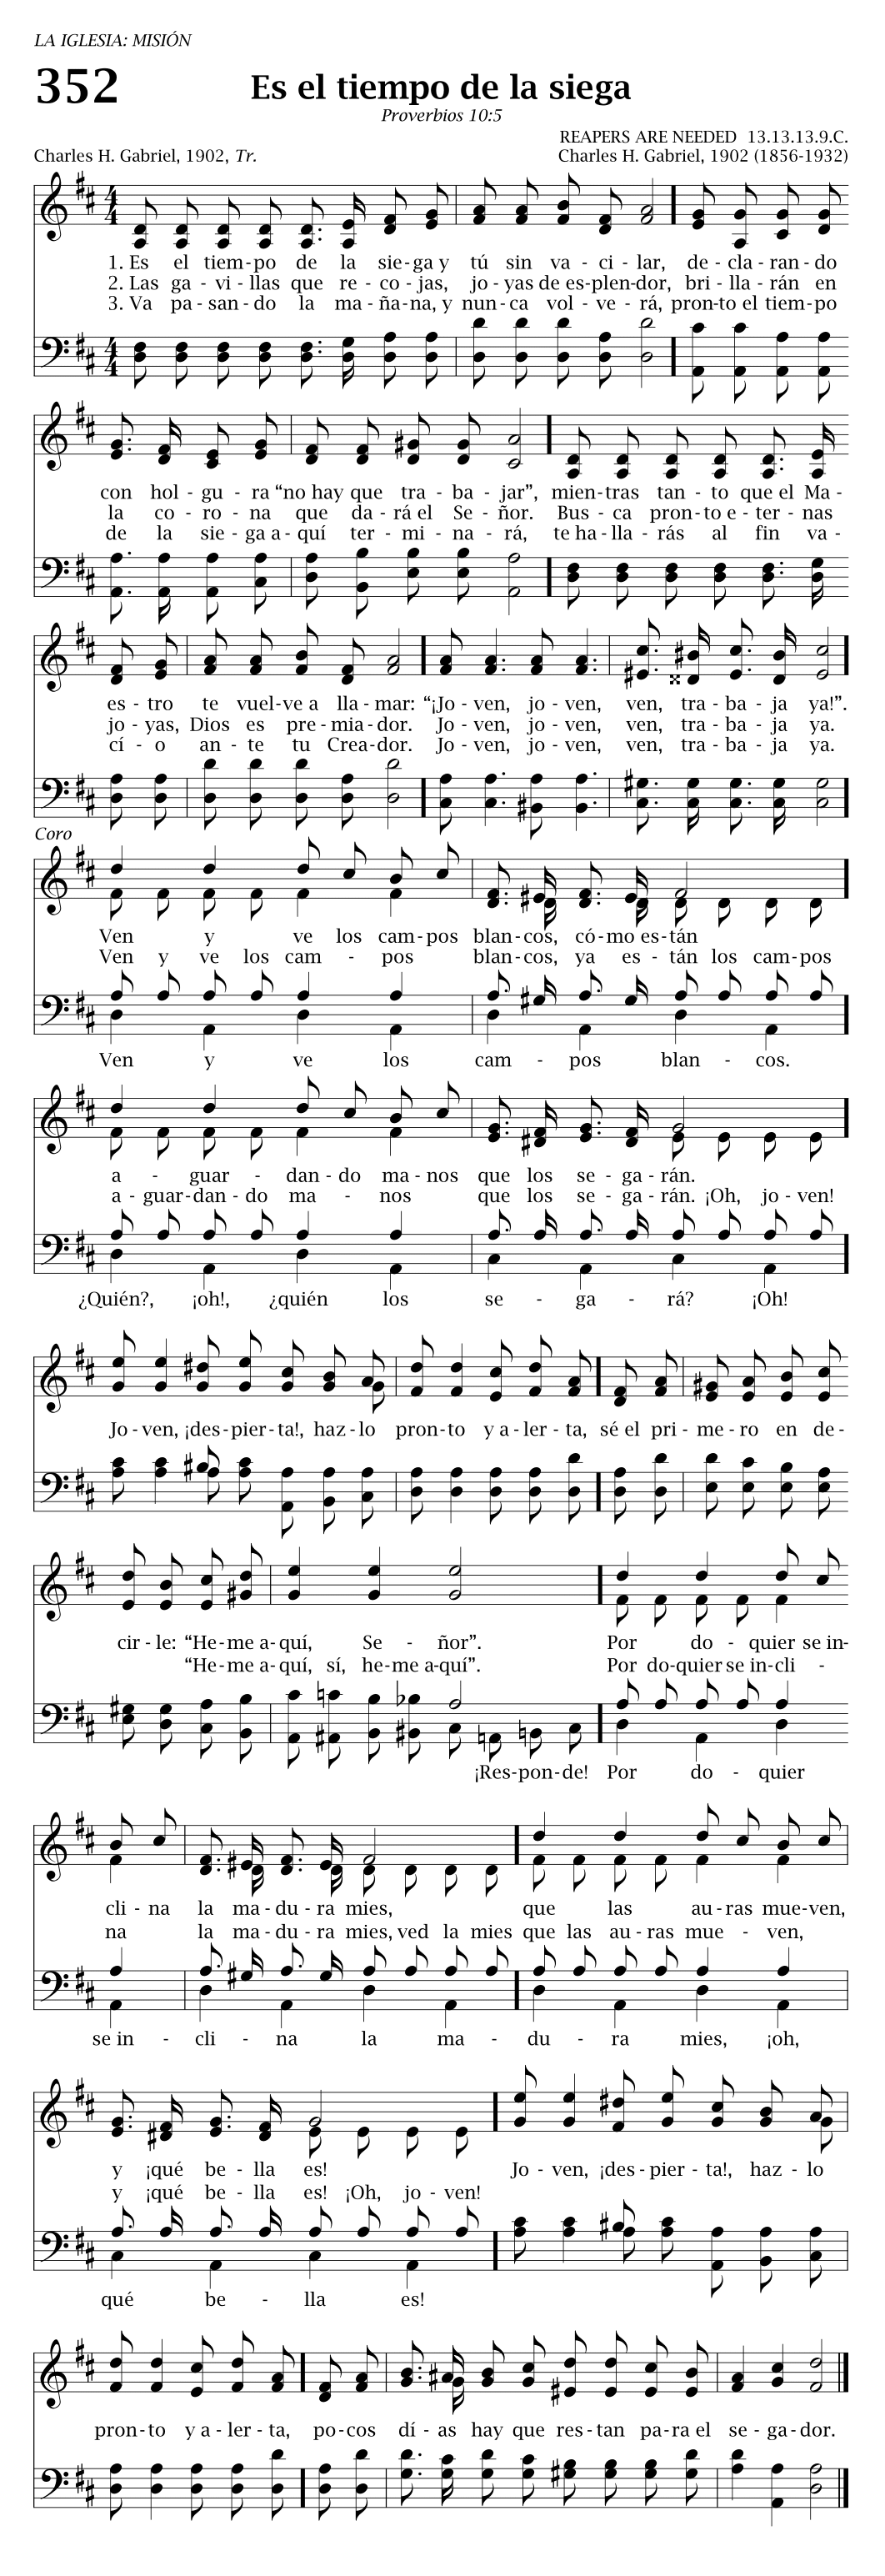 LA IGLESIA: MISIÓN
352 Es el tiempo de la siega
Proverbios 10:5
REAPERS ARE NEEDED 13.13.13.9.C.
Charles H. Gabriel, 1902, Tr. Charles H. Gabriel, 1902 (1856-1932)
1. Es el tiem - po de la sie - ga y tú sin va - ci - lar, de - cla - ran - do
2. Las ga - vi - llas que re - co - jas, jo - yas de es - plen - dor, bri - lla - rán en
3. Va pa - san - do la ma - ña - na, y nun - ca vol - ve - rá, pron - to el tiem - po
con hol - gu - ra “no hay que tra - ba - jar”, mien - tras tan - to que el Ma -
la co - ro - na que da - rá el Se - ñor. Bus - ca pron - to e - ter - nas
de la sie - ga a - quí ter - mi - na - rá, te ha - lla - rás al fin va -
es - tro te vuel - ve a lla - mar: “¡Jo - ven, jo - ven, ven, tra - ba - ja ya!”.
jo - yas, Dios es pre - mia - dor. Jo - ven, jo - ven, ven, tra - ba - ja ya.
cí - o an - te tu Crea - dor. Jo - ven, jo - ven, ven, tra - ba - ja ya.
Coro
Ven y ve los cam - pos blan - cos, có - mo es - tán
Ven y ve los cam - pos blan - cos, ya es - tán los cam - pos
Ven y ve los cam - pos blan - cos.
a - guar - dan - do ma - nos que los se - ga - rán.
a - guar - dan - do ma - nos que los se - ga - rán. ¡Oh, jo - ven!
¿Quién?, ¡oh!, ¿quién los se - ga - rá? ¡Oh!
Jo - ven, ¡des - pier - ta!, haz - lo pron - to y a - ler - ta, sé el pri - me - ro en de -
cir - le: “He - me a - quí, Se - ñor”. Por do - quier se in -
“He - me a - quí, sí, he - me a - quí”. Por do - quier se in - cli -
¡Res - pon - de! Por do - quier
cli - na la ma - du - ra mies, que las au - ras mue - ven,
na la ma - du - ra mies, ved la mies que las au - ras mue - ven,
se in - cli - na la ma - du - ra mies, ¡oh,
y ¡qué be - lla es! Jo - ven, ¡des - pier - ta!, haz - lo
y ¡qué be - lla es! ¡Oh, jo - ven!
qué be - lla es!
pron - to y a - ler - ta, po - cos dí - as hay que res - tan pa - ra el se - ga - dor.